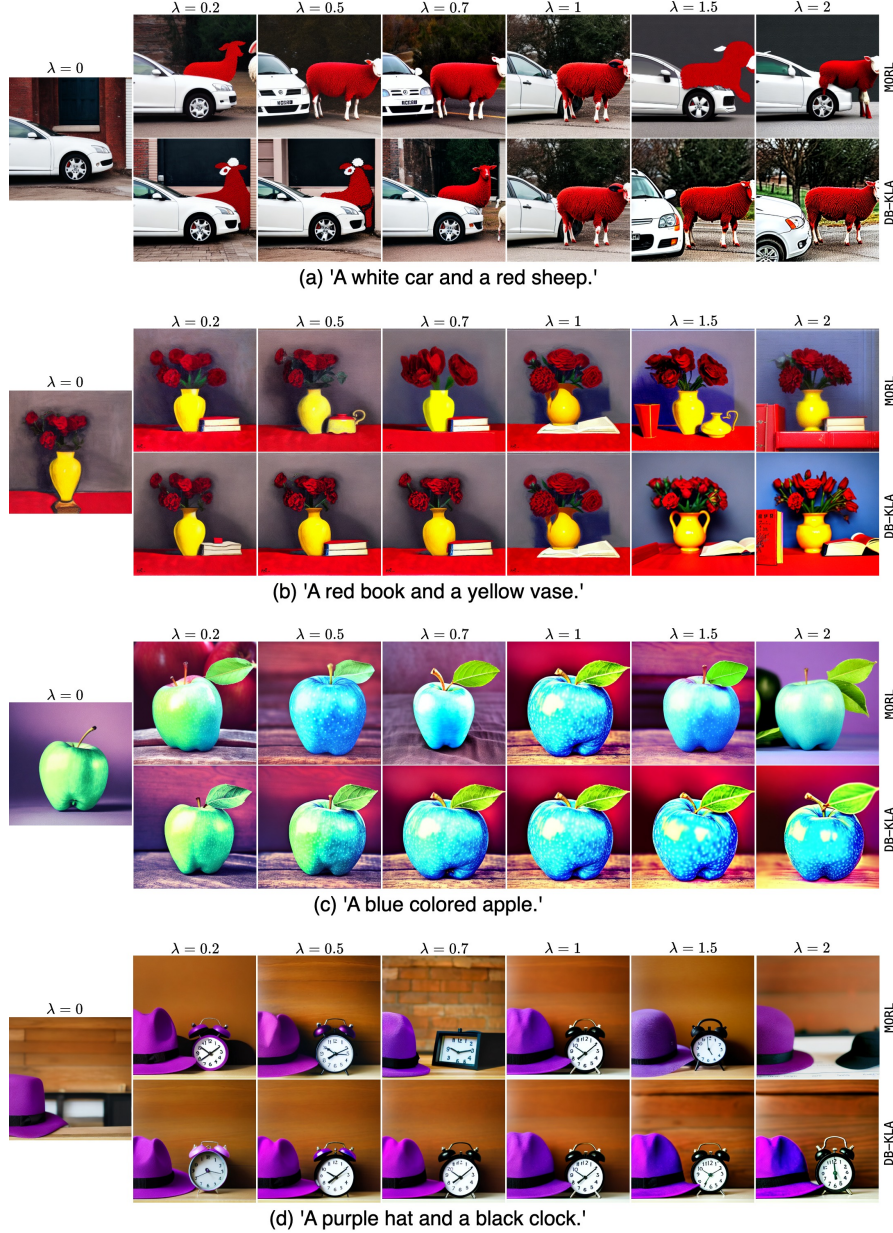 λ = 0.2 λ = 0.5 λ = 0.7 λ = 1 λ = 1.5 λ = 2
λ = 0
MORL
DB-KLA
(a) 'A white car and a red sheep.'
λ = 0.2 λ = 0.5 λ = 0.7 λ = 1 λ = 1.5 λ = 2
λ = 0
MORL
DB-KLA
(b) 'A red book and a yellow vase.'
λ = 0.2 λ = 0.5 λ = 0.7 λ = 1 λ = 1.5 λ = 2
λ = 0
MORL
DB-KLA
(c) 'A blue colored apple.'
λ = 0.2 λ = 0.5 λ = 0.7 λ = 1 λ = 1.5 λ = 2
λ = 0
MORL
DB-KLA
(d) 'A purple hat and a black clock.'